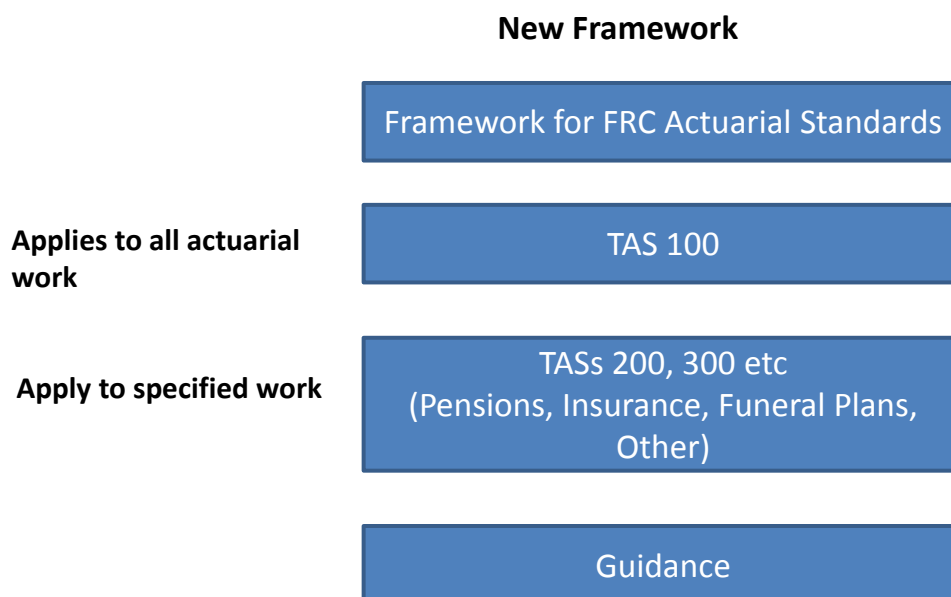 New Framework
Framework for FRC Actuarial Standards
Applies to all actuarial
work
TAS 100
Apply to specified work
TASs 200, 300 etc
(Pensions, Insurance, Funeral Plans,
Other)
Guidance